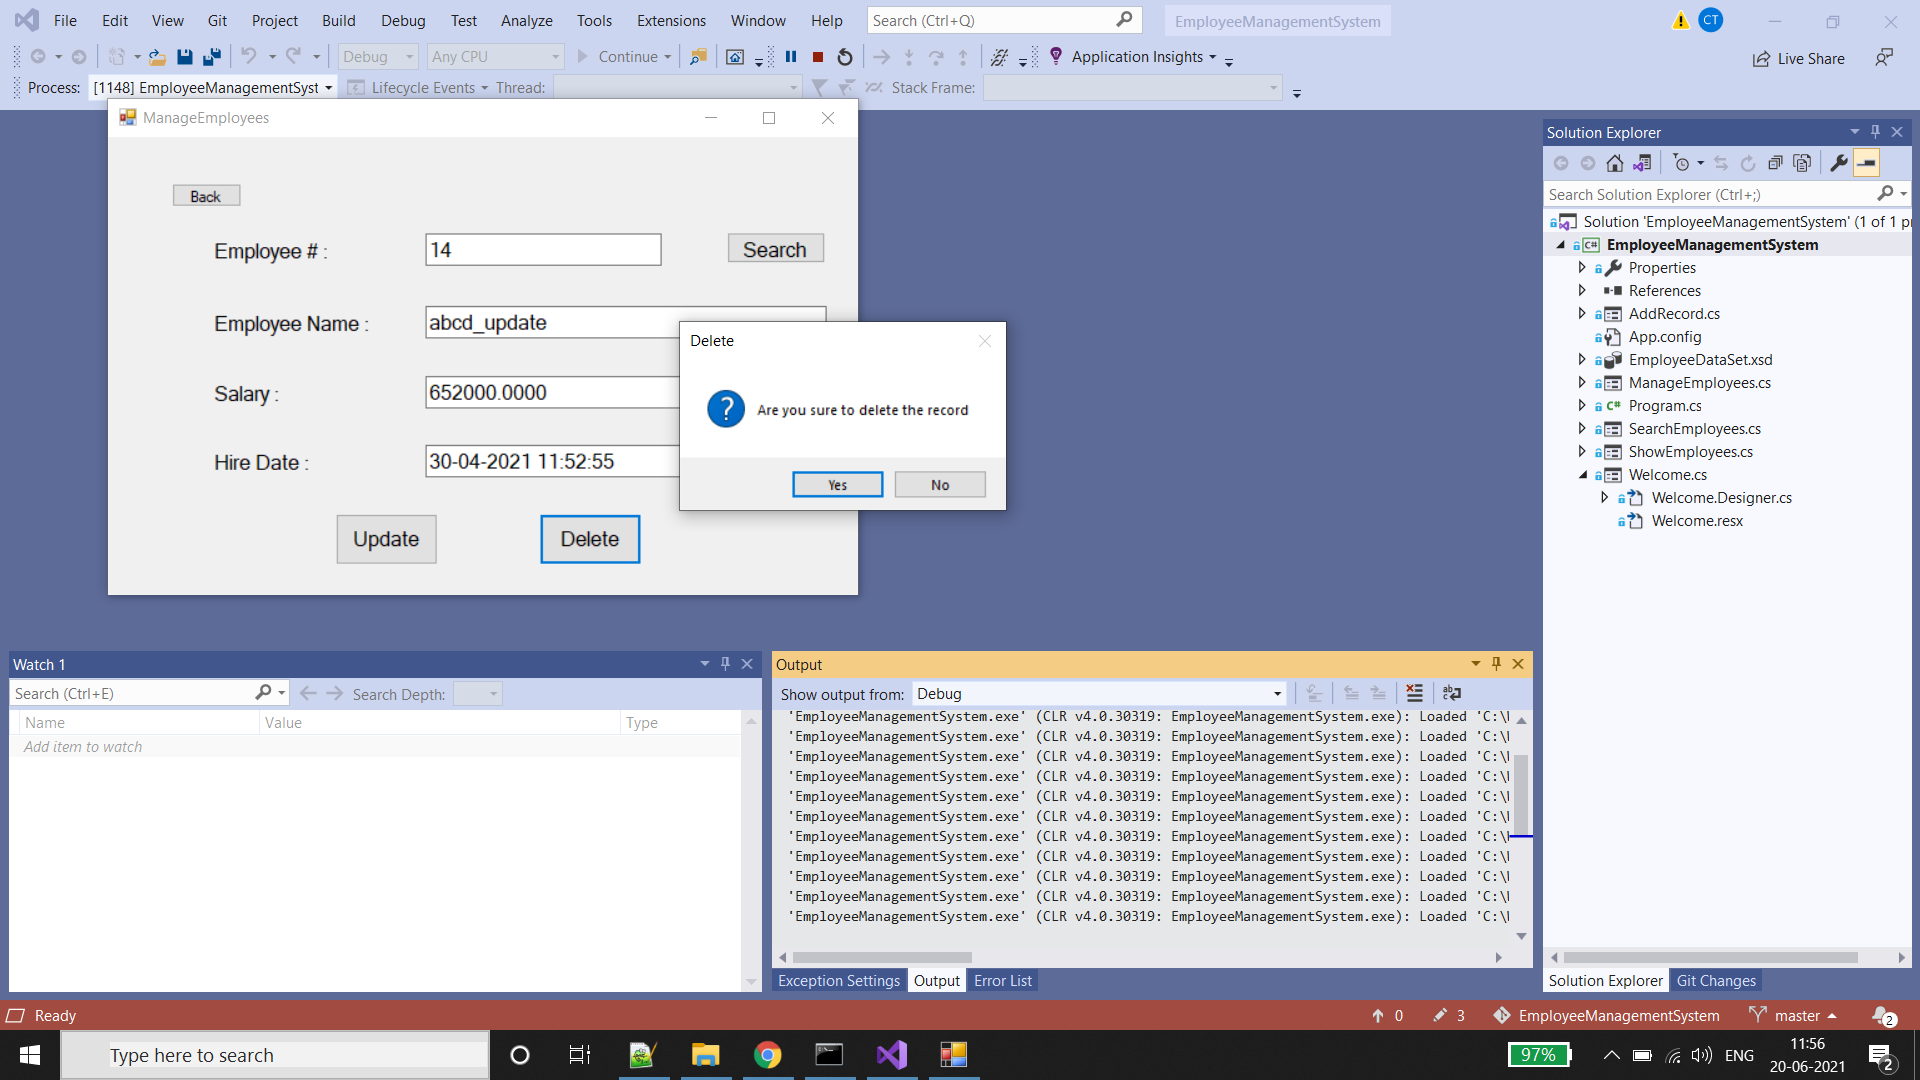 File Edit View Git Project Build Debug Test Analyze Tools Extensions Window Help Search (Ctrl+Q) EmployeeManagementSystem CT
Debug Any CPU Continue Application Insights Live Share
Process: [1148] EmployeeManagementSyst Lifecycle Events Thread: Stack Frame:
ManageEmployees
Back
Employee # : 14 Search
Employee Name : abcd_update
Salary : 652000.0000
Hire Date : 30-04-2021 11:52:55
Update Delete
Delete
Are you sure to delete the record
Yes No
Solution Explorer
Search Solution Explorer (Ctrl+;)
Solution 'EmployeeManagementSystem' (1 of 1 pr
C# EmployeeManagementSystem
Properties
References
AddRecord.cs
App.config
EmployeeDataSet.xsd
ManageEmployees.cs
C# Program.cs
SearchEmployees.cs
ShowEmployees.cs
Welcome.cs
Welcome.Designer.cs
Welcome.resx
Solution Explorer Git Changes
Watch 1
Search (Ctrl+E) Search Depth:
Name Value Type
Add item to watch
Output
Show output from: Debug
'EmployeeManagementSystem.exe' (CLR v4.0.30319: EmployeeManagementSystem.exe): Loaded 'C:\
'EmployeeManagementSystem.exe' (CLR v4.0.30319: EmployeeManagementSystem.exe): Loaded 'C:\
'EmployeeManagementSystem.exe' (CLR v4.0.30319: EmployeeManagementSystem.exe): Loaded 'C:\
'EmployeeManagementSystem.exe' (CLR v4.0.30319: EmployeeManagementSystem.exe): Loaded 'C:\
'EmployeeManagementSystem.exe' (CLR v4.0.30319: EmployeeManagementSystem.exe): Loaded 'C:\
'EmployeeManagementSystem.exe' (CLR v4.0.30319: EmployeeManagementSystem.exe): Loaded 'C:\
'EmployeeManagementSystem.exe' (CLR v4.0.30319: EmployeeManagementSystem.exe): Loaded 'C:\
'EmployeeManagementSystem.exe' (CLR v4.0.30319: EmployeeManagementSystem.exe): Loaded 'C:\
'EmployeeManagementSystem.exe' (CLR v4.0.30319: EmployeeManagementSystem.exe): Loaded 'C:\
'EmployeeManagementSystem.exe' (CLR v4.0.30319: EmployeeManagementSystem.exe): Loaded 'C:\
'EmployeeManagementSystem.exe' (CLR v4.0.30319: EmployeeManagementSystem.exe): Loaded 'C:\
Exception Settings Output Error List
Ready 0 3 EmployeeManagementSystem master 2
Type here to search 97% ENG 11:56
20-06-2021 2